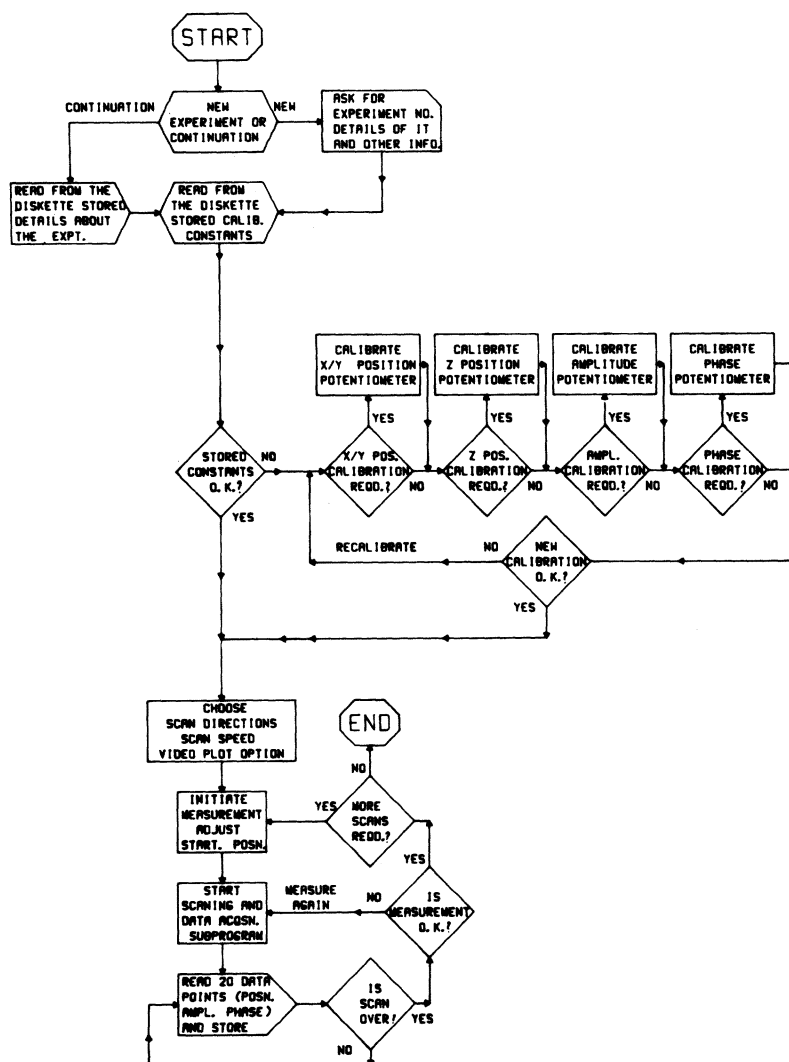 START
CONTINUATION
NEW
EXPERIMENT OR
CONTINUATION
NEW
ASK FOR
EXPERIMENT NO.
DETAILS OF IT
AND OTHER INFO.
READ FROM THE
DISKETTE STORED
DETAILS ABOUT
THE EXPT.
READ FROM
THE DISKETTE
STORED CALIB.
CONSTANTS
CALIBRATE
X/Y POSITION
POTENTIOMETER
CALIBRATE
Z POSITION
POTENTIOMETER
CALIBRATE
AMPLITUDE
POTENTIOMETER
CALIBRATE
PHASE
POTENTIOMETER
YES
YES
YES
YES
STORED
CONSTANTS
O.K.?
NO
X/Y POS.
CALIBRATION
REQD.?
NO
Z POS.
CALIBRATION
REQD.?
NO
AMPL.
CALIBRATION
REQD.?
NO
PHASE
CALIBRATION
REQD.?
NO
YES
RECALIBRATE
NO
NEW
CALIBRATION
O.K.?
YES
CHOOSE
SCAN DIRECTIONS
SCAN SPEED
VIDEO PLOT OPTION
END
NO
INITIATE
MEASUREMENT
ADJUST
START. POSN.
YES
MORE
SCANS
REQD.?
YES
START
SCANING AND
DATA ACQSN.
SUBPROGRAM
MEASURE
AGAIN
NO
IS
MEASUREMENT
O.K.?
READ 20 DATA
POINTS (POSN.
AMPL. PHASE)
AND STORE
IS
SCAN
OVER!
YES
NO